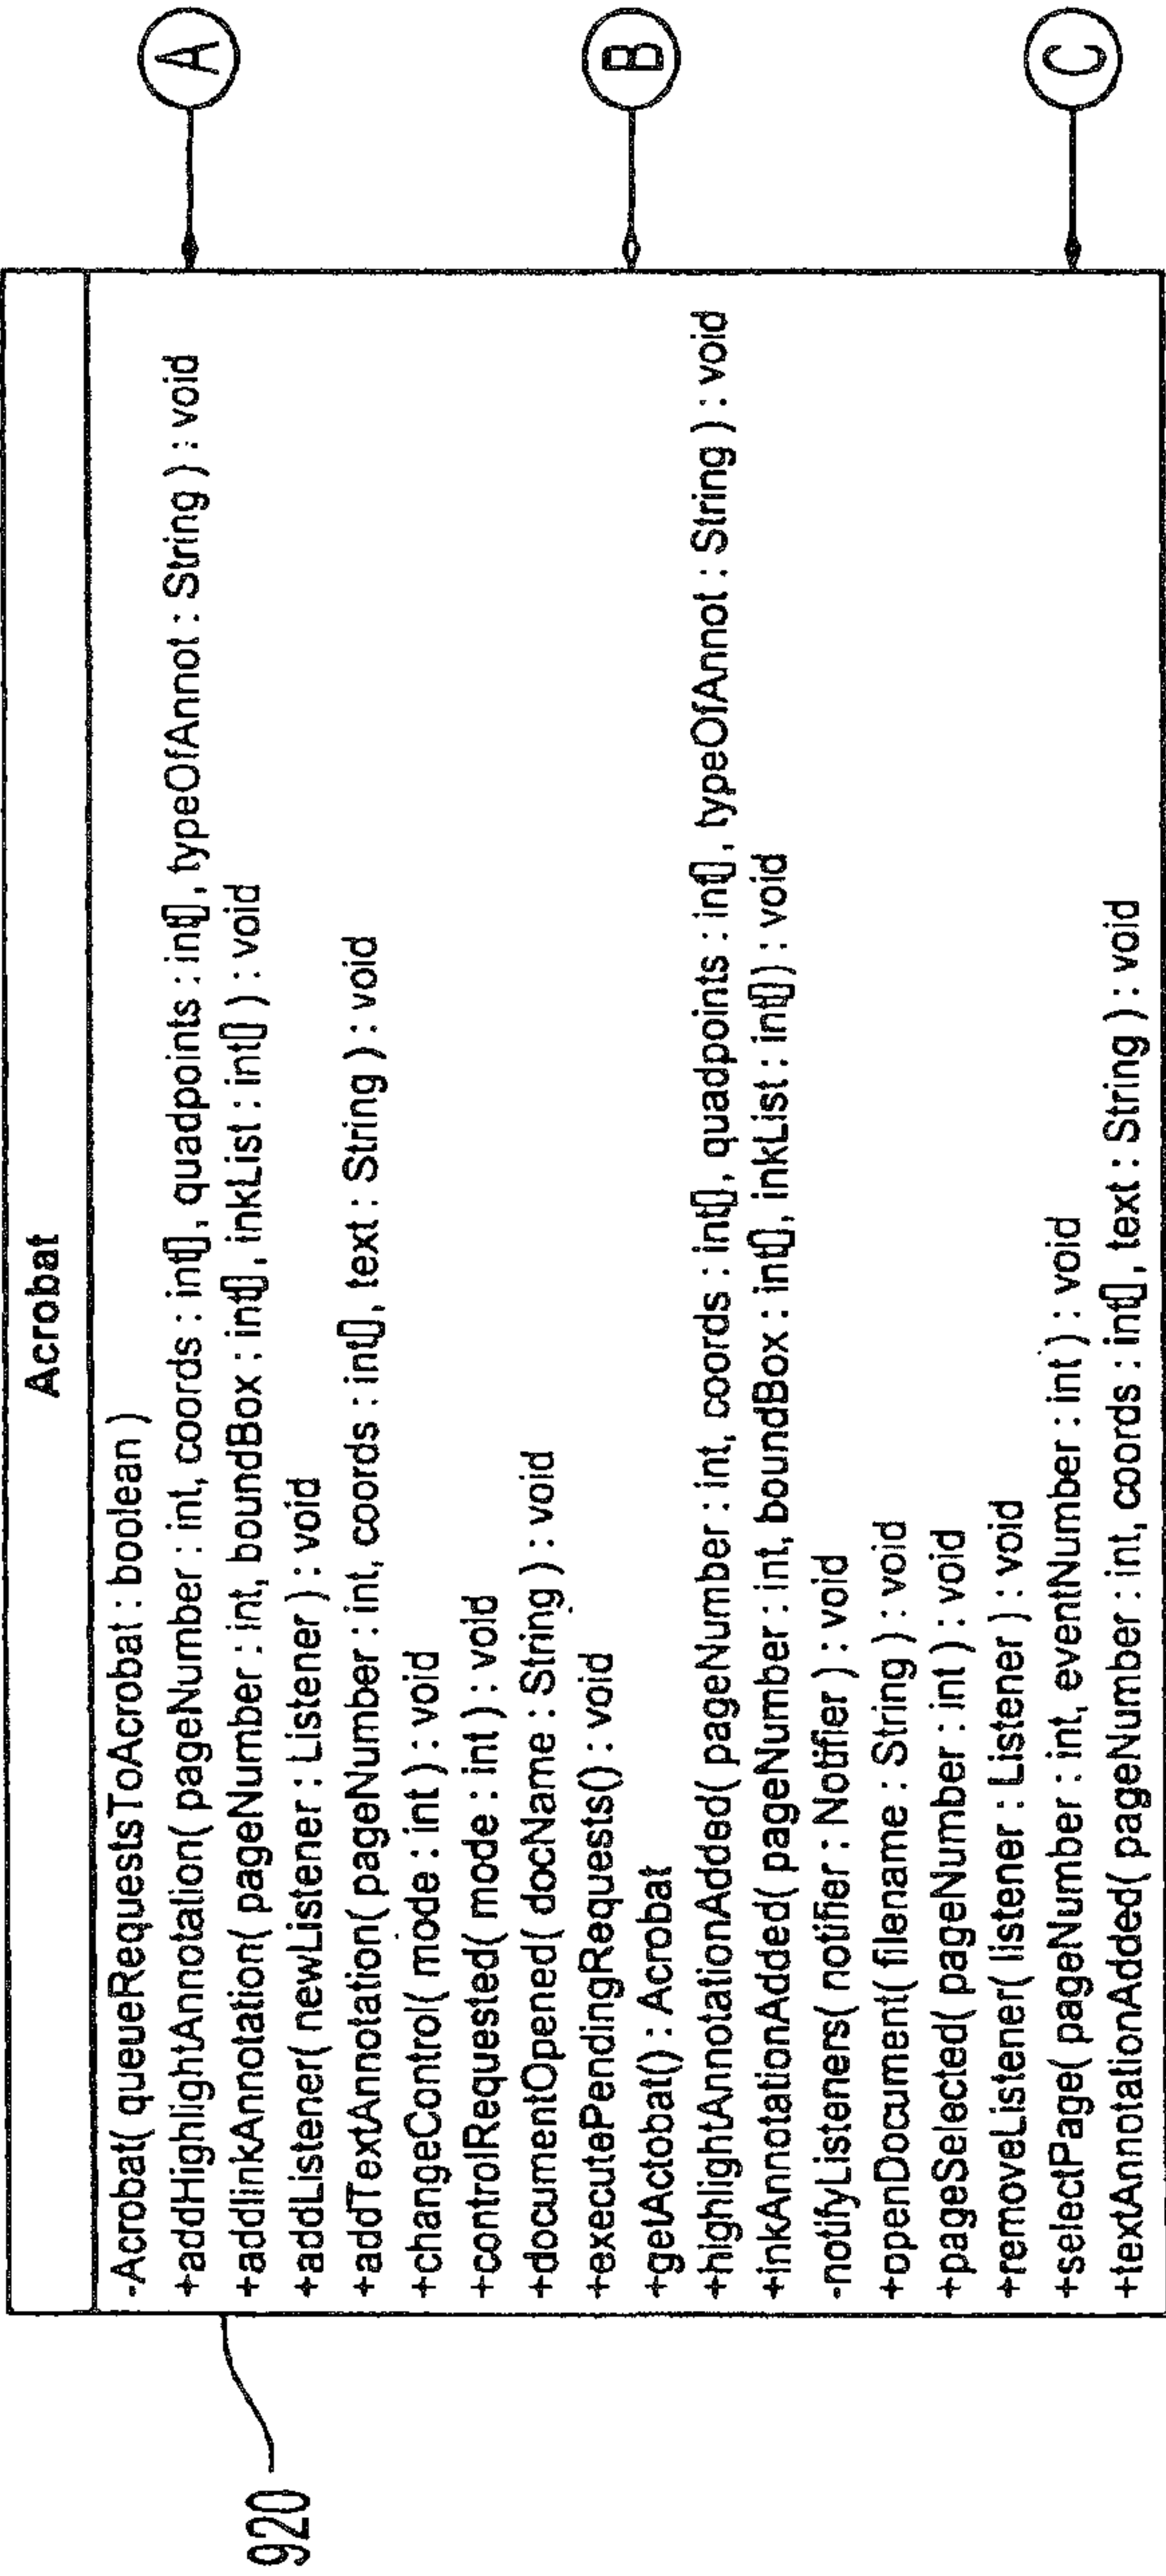 Acrobat
-Acrobat( queueRequestsToAcrobat : boolean )
+addHighlightAnnotation( pageNumber : int, coords : int[], quadpoints : int[], typeOfAnnot : String ) : void
+addInkAnnotation( pageNumber : int, boundBox : int[], inkList : int[] ) : void
+addListener( newListener : Listener ) : void
+addTextAnnotation( pageNumber : int, coords : int[], text : String ) : void
+changeControl( mode : int ) : void
+controlRequested( mode : int ) : void
+documentOpened( docName : String ) : void
+executePendingRequests() : void
+getActobat() : Acrobat
+highlightAnnotationAdded( pageNumber : int, coords : int[], quadpoints : int[], typeOfAnnot : String ) : void
+inkAnnotationAdded( pageNumber : int, boundBox : int[], inkList : int[]) : void
-notifyListeners( notifier : Notifier ) : void
+openDocument( filename : String ) : void
+pageSelected( pageNumber : int ) : void
+removeListener( listener : Listener ) : void
+selectPage( pageNumber : int, eventNumber : int ) : void
+textAnnotationAdded( pageNumber : int, coords : int[], text : String ) : void
920
A
B
C